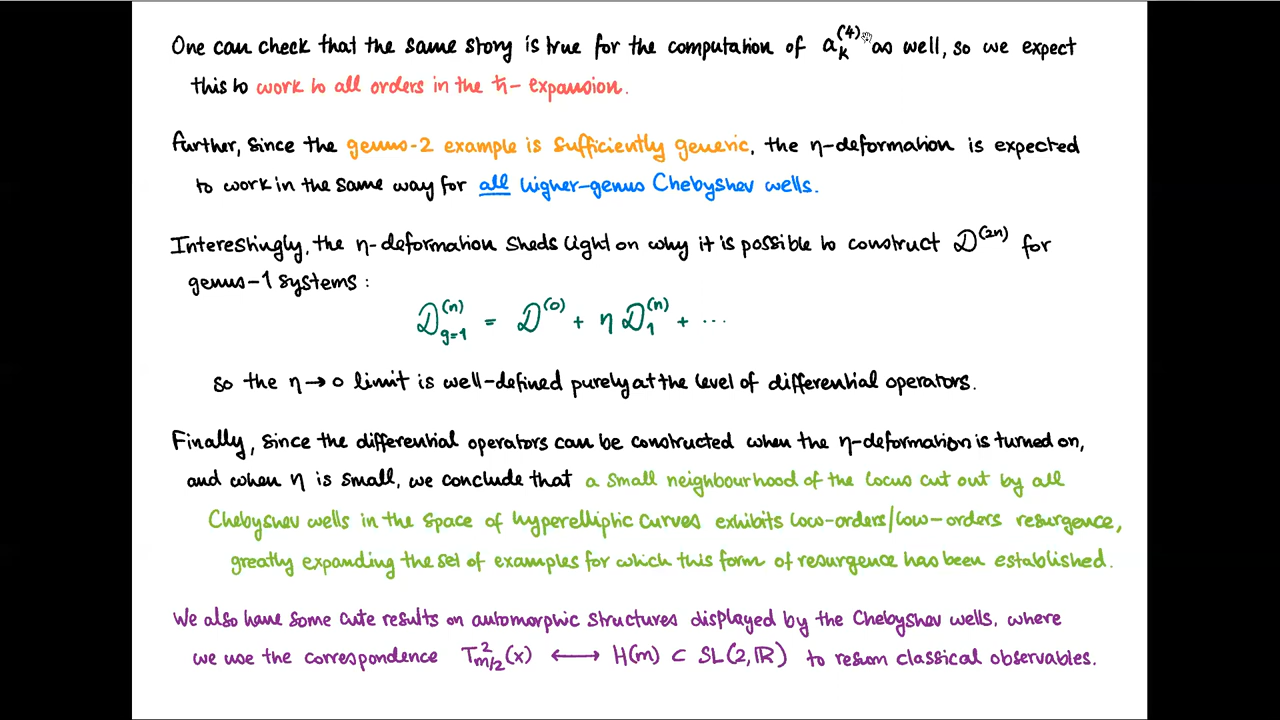 One can check that the same story is true for the computation of a_k^(4) as well, so we expect
this to work to all orders in the ℏ- expansion.
Further, since the genus-2 example is sufficiently generic, the η-deformation is expected
to work in the same way for all higher-genus Chebyshev wells.
Interestingly, the η-deformation sheds light on why it is possible to construct D^(2n) for
genus-1 systems :
D_{g=1}^(n) = D^(0) + η D_1^(n) + ...
so the η → 0 limit is well-defined purely at the level of differential operators.
Finally, since the differential operators can be constructed when the η-deformation is turned on,
and when η is small, we conclude that a small neighbourhood of the locus cut out by all
Chebyshev wells in the space of hyperelliptic curves exhibits loco-orders/low-orders resurgence,
greatly expanding the set of examples for which this form of resurgence has been established.
We also have some cute results on automorphic structures displayed by the Chebyshev wells, where
we use the correspondence T_{m/2}^2(x) ⟷ H(m) ⊂ SL(2,ℝ) to resum classical observables.